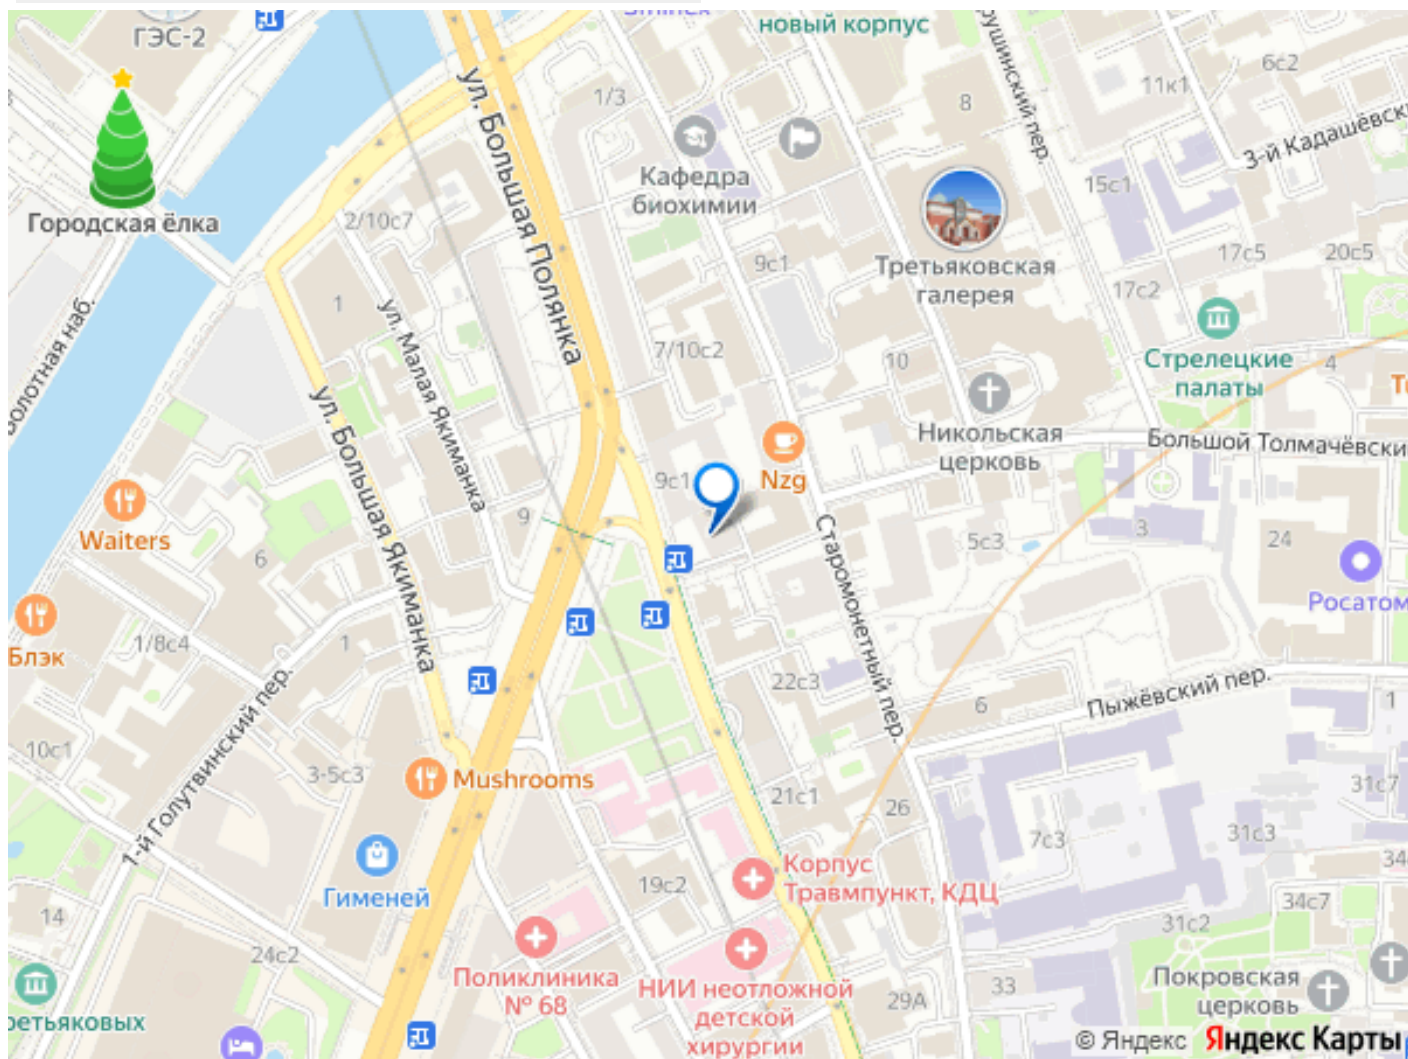 ГЭС-2
новый корпус
6с2
11к1
1/3
8
ул. Большая Полянка
3-й Кадашёвски
Кафедра
биохимии
15с1
Городская ёлка
2/10с7
17с5
20с5
9с1
Третьяковская
галерея
17с2
1
ул. Малая Якиманка
7/10с2
10
Стрелецкие
палаты
4
ул. Большая Якиманка
Никольская
церковь
Большой Толмачёвски
9с1
Nzg
Waiters
9
Старомонетный пер.
3
5с3
24
6
Росатом
Блэк
1/8с4
1
22с3
6
Пыжёвский пер.
1
10с1
1-й Голутвинский пер.
3-5с3
Mushrooms
21с1
26
31с7
7с3
31с3
Гименей
19с2
Корпус
Травмпункт, КДЦ
14
34с7
31с2
24с2
Поликлиника
№ 68
НИИ неотложной
детской
хирургии
29А
33
Покровская
церковь
ретьяковых
© Яндекс Яндекс Карты